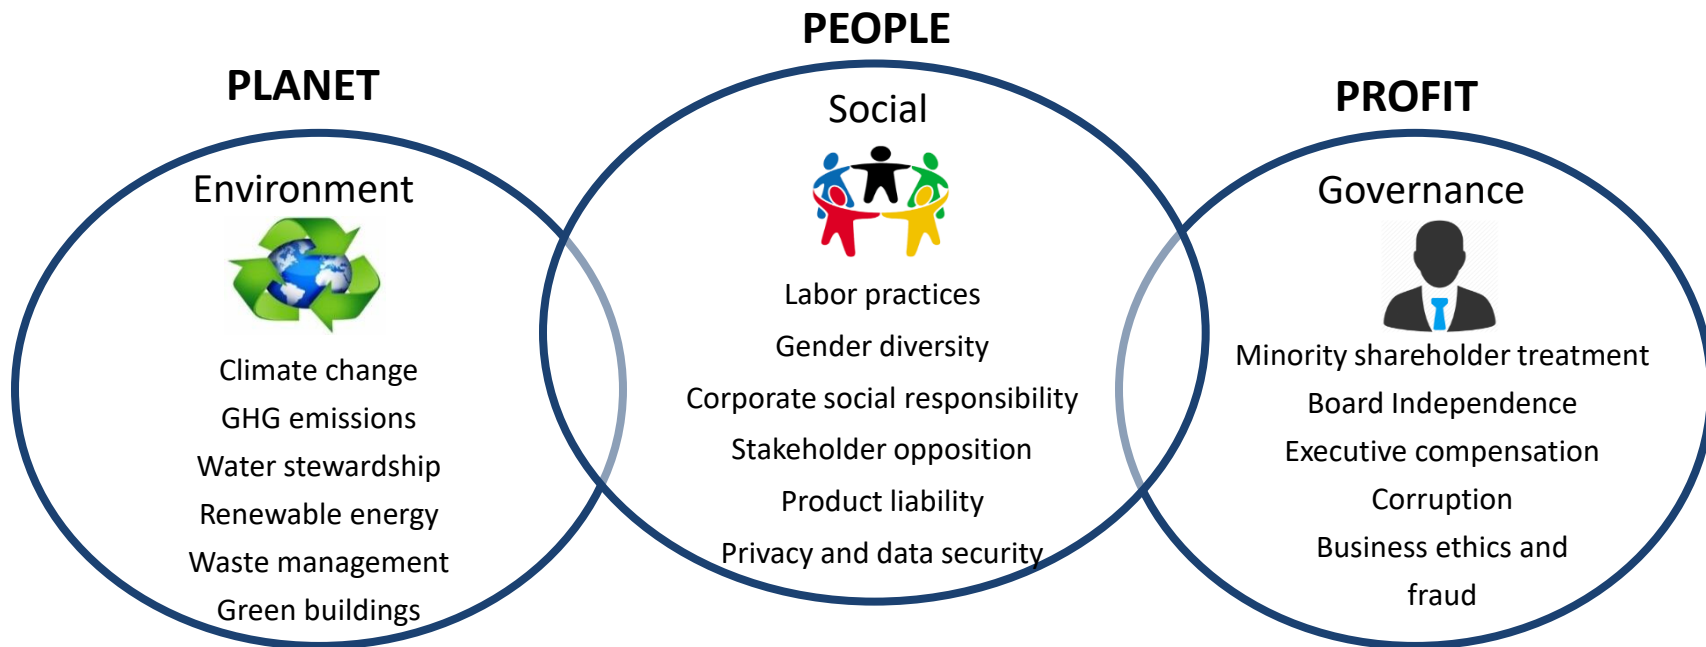 PLANET
Environment
Climate change
GHG emissions
Water stewardship
Renewable energy
Waste management
Green buildings
PEOPLE
Social
Labor practices
Gender diversity
Corporate social responsibility
Stakeholder opposition
Product liability
Privacy and data security
PROFIT
Governance
Minority shareholder treatment
Board Independence
Executive compensation
Corruption
Business ethics and
fraud